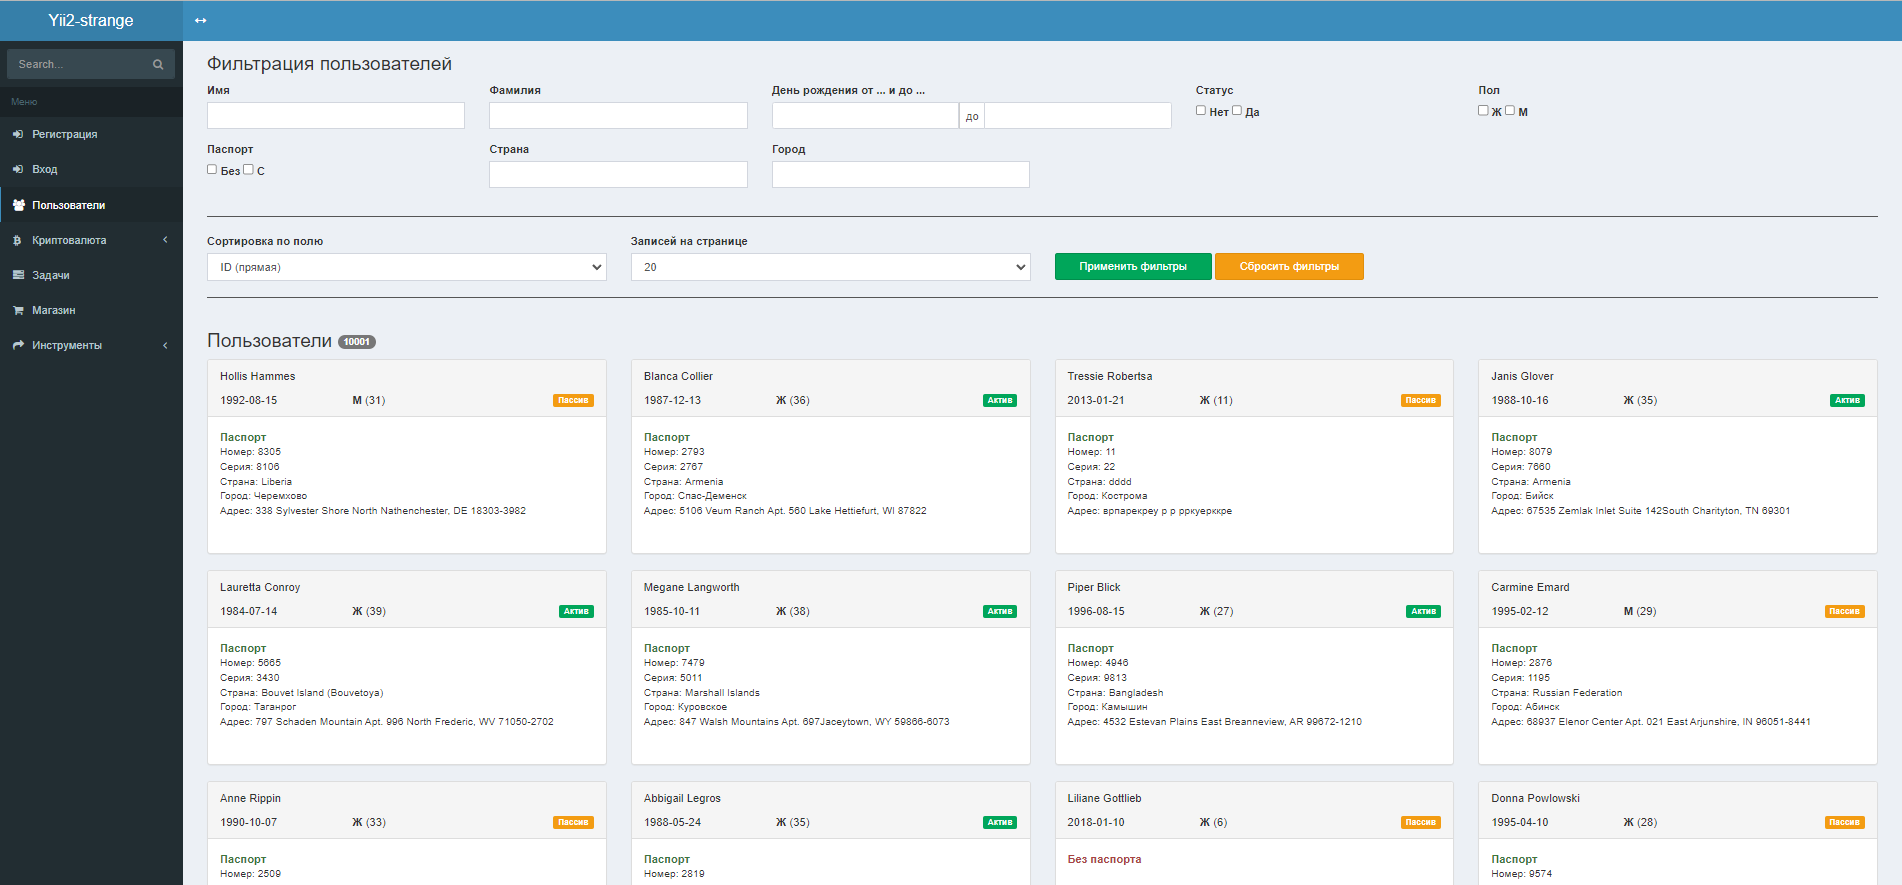 Yii2-strange
Search...
Меню
Регистрация
Вход
Пользователи
Криптовалюта
Задачи
Магазин
Инструменты
Фильтрация пользователей
Имя Фамилия День рождения от ... и до ... Статус Пол
до Нет Да Ж М
Паспорт Страна Город
Без С
Сортировка по полю Записей на странице
ID (прямая) 20 Применить фильтры Сбросить фильтры
Пользователи 10001
Hollis Hammes
1992-08-15 М (31) Пассив
Паспорт
Номер: 8305
Серия: 8106
Страна: Liberia
Город: Черемхово
Адрес: 338 Sylvester Shore North Nathenchester, DE 18303-3982
Blanca Collier
1987-12-13 Ж (36) Актив
Паспорт
Номер: 2793
Серия: 2767
Страна: Armenia
Город: Спас-Деменск
Адрес: 5106 Veum Ranch Apt. 560 Lake Hettiefurt, WI 87822
Tressie Robertsa
2013-01-21 Ж (11) Пассив
Паспорт
Номер: 11
Серия: 22
Страна: dddd
Город: Кострома
Адрес: врпарекреу р р рркуерккре
Janis Glover
1988-10-16 Ж (35) Актив
Паспорт
Номер: 8079
Серия: 7660
Страна: Armenia
Город: Бийск
Адрес: 67535 Zemlak Inlet Suite 142South Charityton, TN 69301
Lauretta Conroy
1984-07-14 Ж (39) Актив
Паспорт
Номер: 5665
Серия: 3430
Страна: Bouvet Island (Bouvetoya)
Город: Таганрог
Адрес: 797 Schaden Mountain Apt. 996 North Frederic, WV 71050-2702
Megane Langworth
1985-10-11 Ж (38) Актив
Паспорт
Номер: 7479
Серия: 5011
Страна: Marshall Islands
Город: Куровское
Адрес: 847 Walsh Mountains Apt. 697Jaceytown, WY 59866-6073
Piper Blick
1996-08-15 Ж (27) Актив
Паспорт
Номер: 4946
Серия: 9813
Страна: Bangladesh
Город: Камышин
Адрес: 4532 Estevan Plains East Breanneview, AR 99672-1210
Carmine Emard
1995-02-12 М (29) Пассив
Паспорт
Номер: 2876
Серия: 1195
Страна: Russian Federation
Город: Абинск
Адрес: 68937 Elenor Center Apt. 021 East Arjunshire, IN 96051-8441
Anne Rippin
1990-10-07 Ж (33) Пассив
Паспорт
Номер: 2509
Abbigail Legros
1988-05-24 Ж (35) Актив
Паспорт
Номер: 2819
Liliane Gottlieb
2018-01-10 Ж (6) Пассив
Без паспорта
Donna Powlowski
1995-04-10 Ж (28) Пассив
Паспорт
Номер: 9574